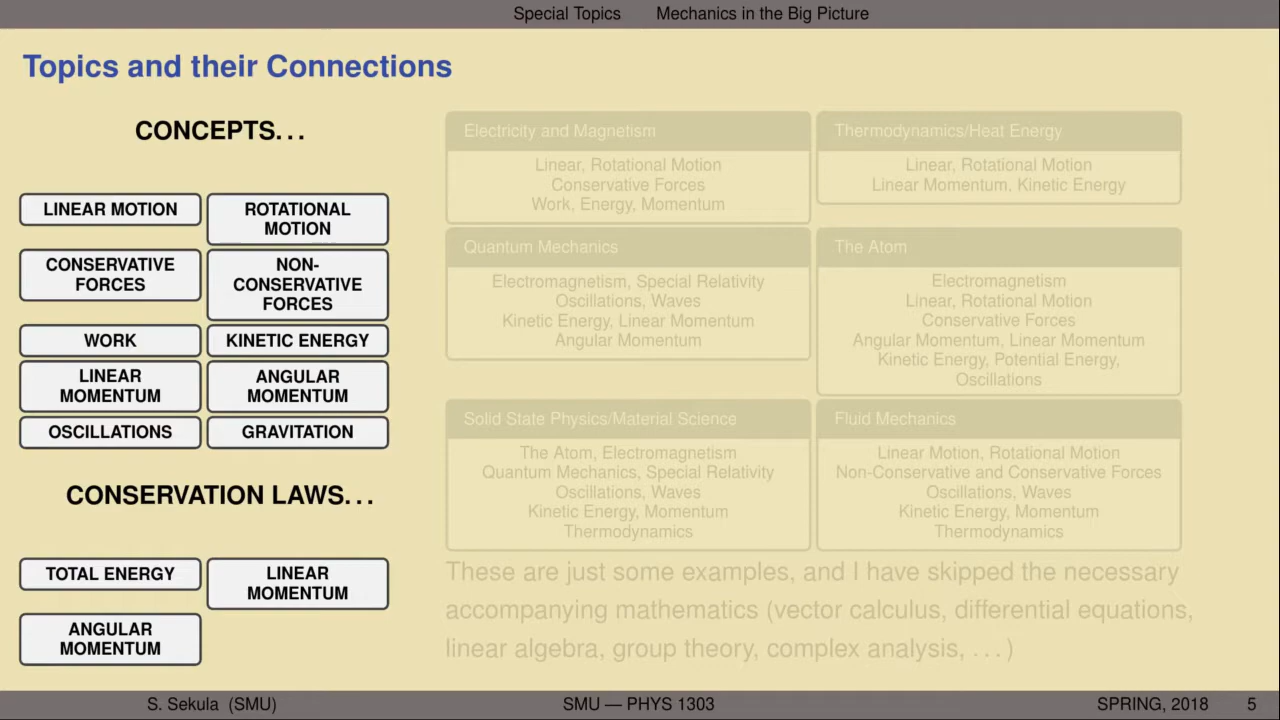 Special Topics Mechanics in the Big Picture
Topics and their Connections
CONCEPTS...
LINEAR MOTION
ROTATIONAL
MOTION
CONSERVATIVE
FORCES
NON-
CONSERVATIVE
FORCES
WORK
KINETIC ENERGY
LINEAR
MOMENTUM
ANGULAR
MOMENTUM
OSCILLATIONS
GRAVITATION
CONSERVATION LAWS...
TOTAL ENERGY
LINEAR
MOMENTUM
ANGULAR
MOMENTUM
Electricity and Magnetism
Linear, Rotational Motion
Conservative Forces
Work, Energy, Momentum
Thermodynamics/Heat Energy
Linear, Rotational Motion
Linear Momentum, Kinetic Energy
Quantum Mechanics
Electromagnetism, Special Relativity
Oscillations, Waves
Kinetic Energy, Linear Momentum
Angular Momentum
The Atom
Electromagnetism
Linear, Rotational Motion
Conservative Forces
Angular Momentum, Linear Momentum
Kinetic Energy, Potential Energy,
Oscillations
Solid State Physics/Material Science
The Atom, Electromagnetism
Quantum Mechanics, Special Relativity
Oscillations, Waves
Kinetic Energy, Momentum
Thermodynamics
Fluid Mechanics
Linear Motion, Rotational Motion
Non-Conservative and Conservative Forces
Oscillations, Waves
Kinetic Energy, Momentum
Thermodynamics
These are just some examples, and I have skipped the necessary
accompanying mathematics (vector calculus, differential equations,
linear algebra, group theory, complex analysis, ...)
S. Sekula (SMU) SMU — PHYS 1303 SPRING, 2018 5